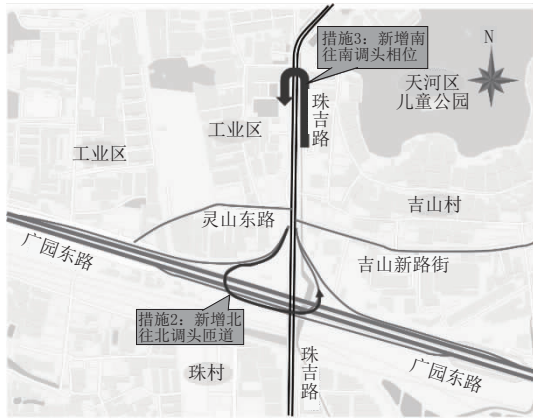 措施3：新增南
往南调头相位
N
天河区
儿童公园
珠吉路
工业区
工业区
吉山村
灵山东路
广园东路
吉山新路街
措施2：新增北
往北调头匝道
珠村
珠吉路
广园东路